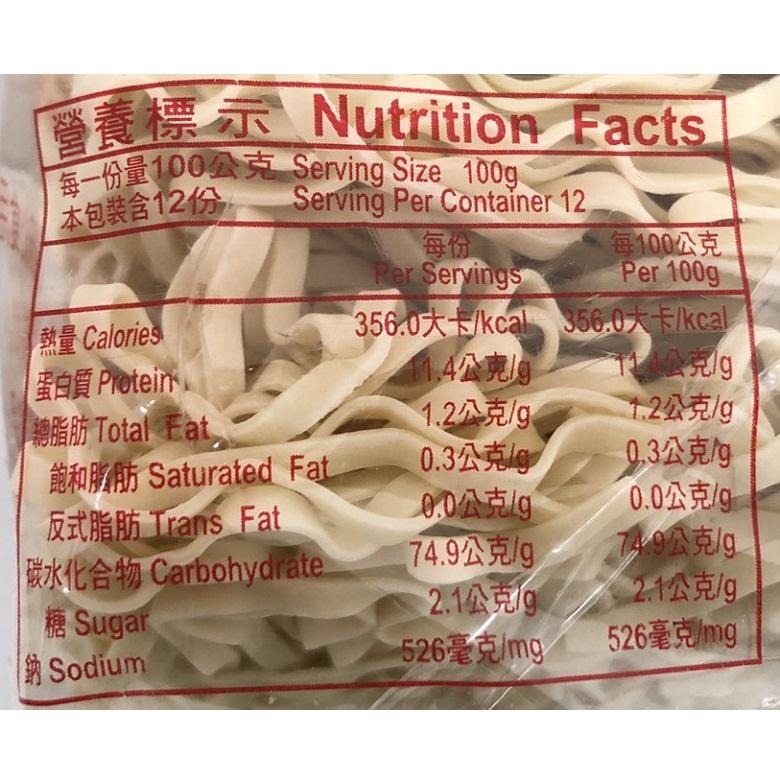 營養標示 Nutrition Facts
每一份量100公克 Serving Size 100g
本包裝含12份 Serving Per Container 12
每份 每100公克
Per Servings Per 100g
熱量 Calories 356.0大卡/kcal 356.0大卡/kcal
蛋白質 Protein 11.4公克/g 11.4公克/g
總脂肪 Total Fat 1.2公克/g 1.2公克/g
飽和脂肪 Saturated Fat 0.3公克/g 0.3公克/g
反式脂肪 Trans Fat 0.0公克/g 0.0公克/g
碳水化合物 Carbohydrate 74.9公克/g 74.9公克/g
糖 Sugar 2.1公克/g 2.1公克/g
鈉 Sodium 526毫克/mg 526毫克/mg